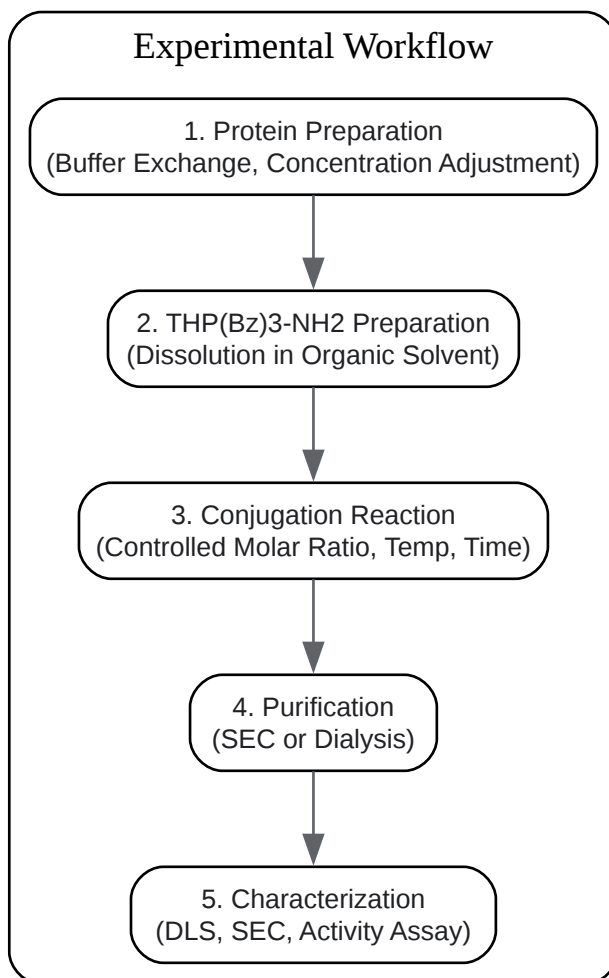 Experimental Workflow
1. Protein Preparation
(Buffer Exchange, Concentration Adjustment)
2. THP(Bz)3-NH2 Preparation
(Dissolution in Organic Solvent)
3. Conjugation Reaction
(Controlled Molar Ratio, Temp, Time)
4. Purification
(SEC or Dialysis)
5. Characterization
(DLS, SEC, Activity Assay)